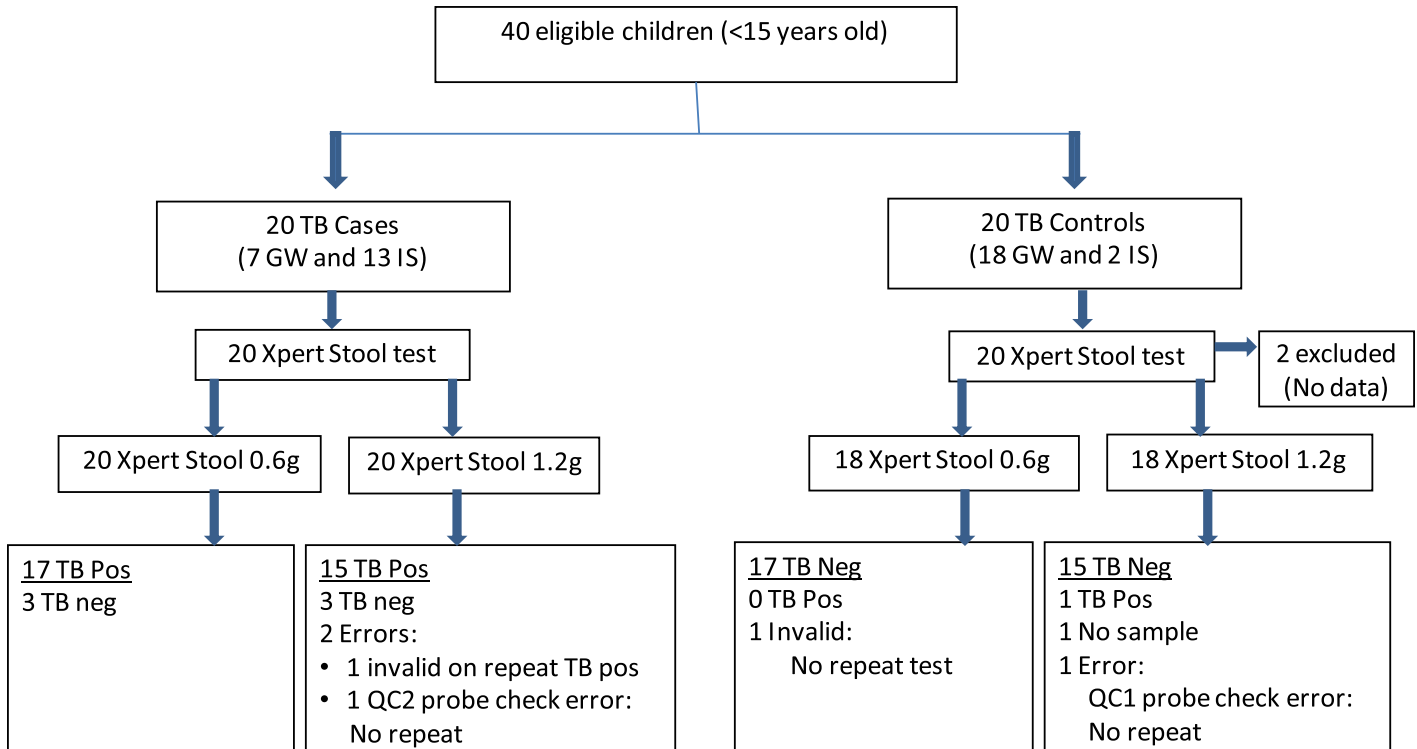 40 eligible children (<15 years old)
20 TB Cases
(7 GW and 13 IS)
20 TB Controls
(18 GW and 2 IS)
20 Xpert Stool test
20 Xpert Stool test
2 excluded
(No data)
20 Xpert Stool 0.6g
20 Xpert Stool 1.2g
18 Xpert Stool 0.6g
18 Xpert Stool 1.2g
17 TB Pos
3 TB neg
15 TB Pos
3 TB neg
2 Errors:
• 1 invalid on repeat TB pos
• 1 QC2 probe check error:
No repeat
17 TB Neg
0 TB Pos
1 Invalid:
No repeat test
15 TB Neg
1 TB Pos
1 No sample
1 Error:
QC1 probe check error:
No repeat